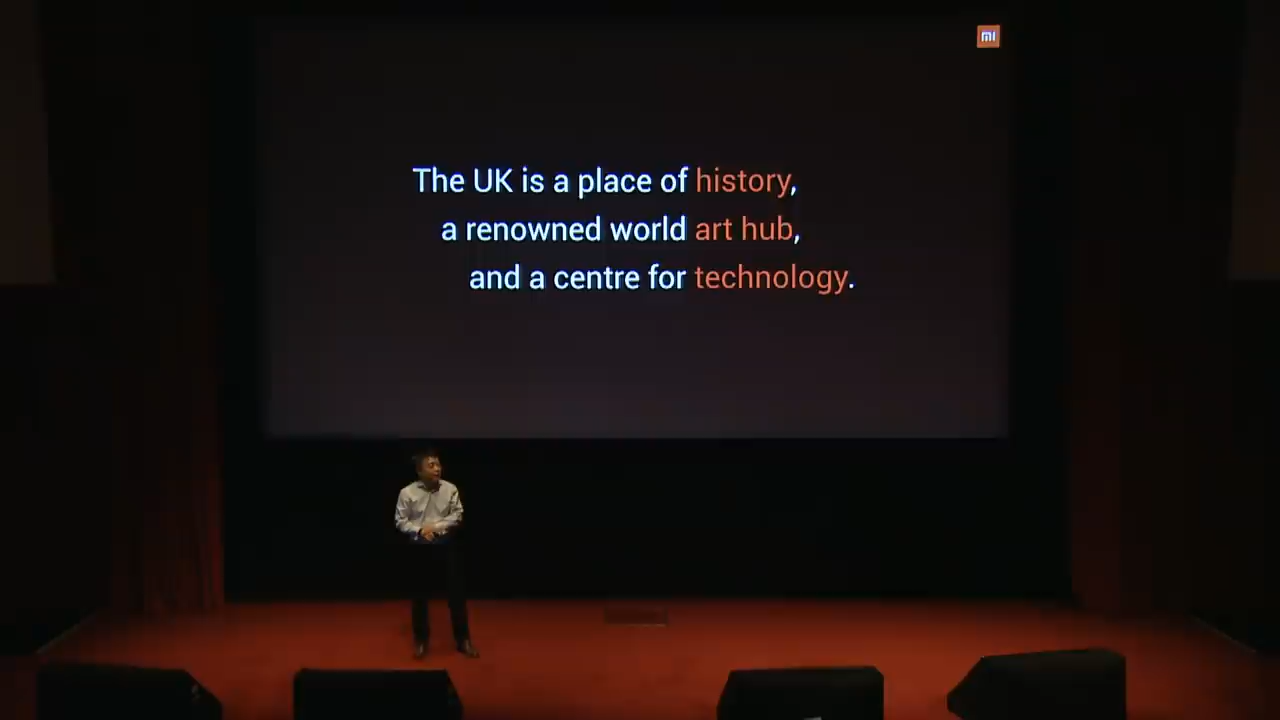 mi
The UK is a place of history,
a renowned world art hub,
and a centre for technology.